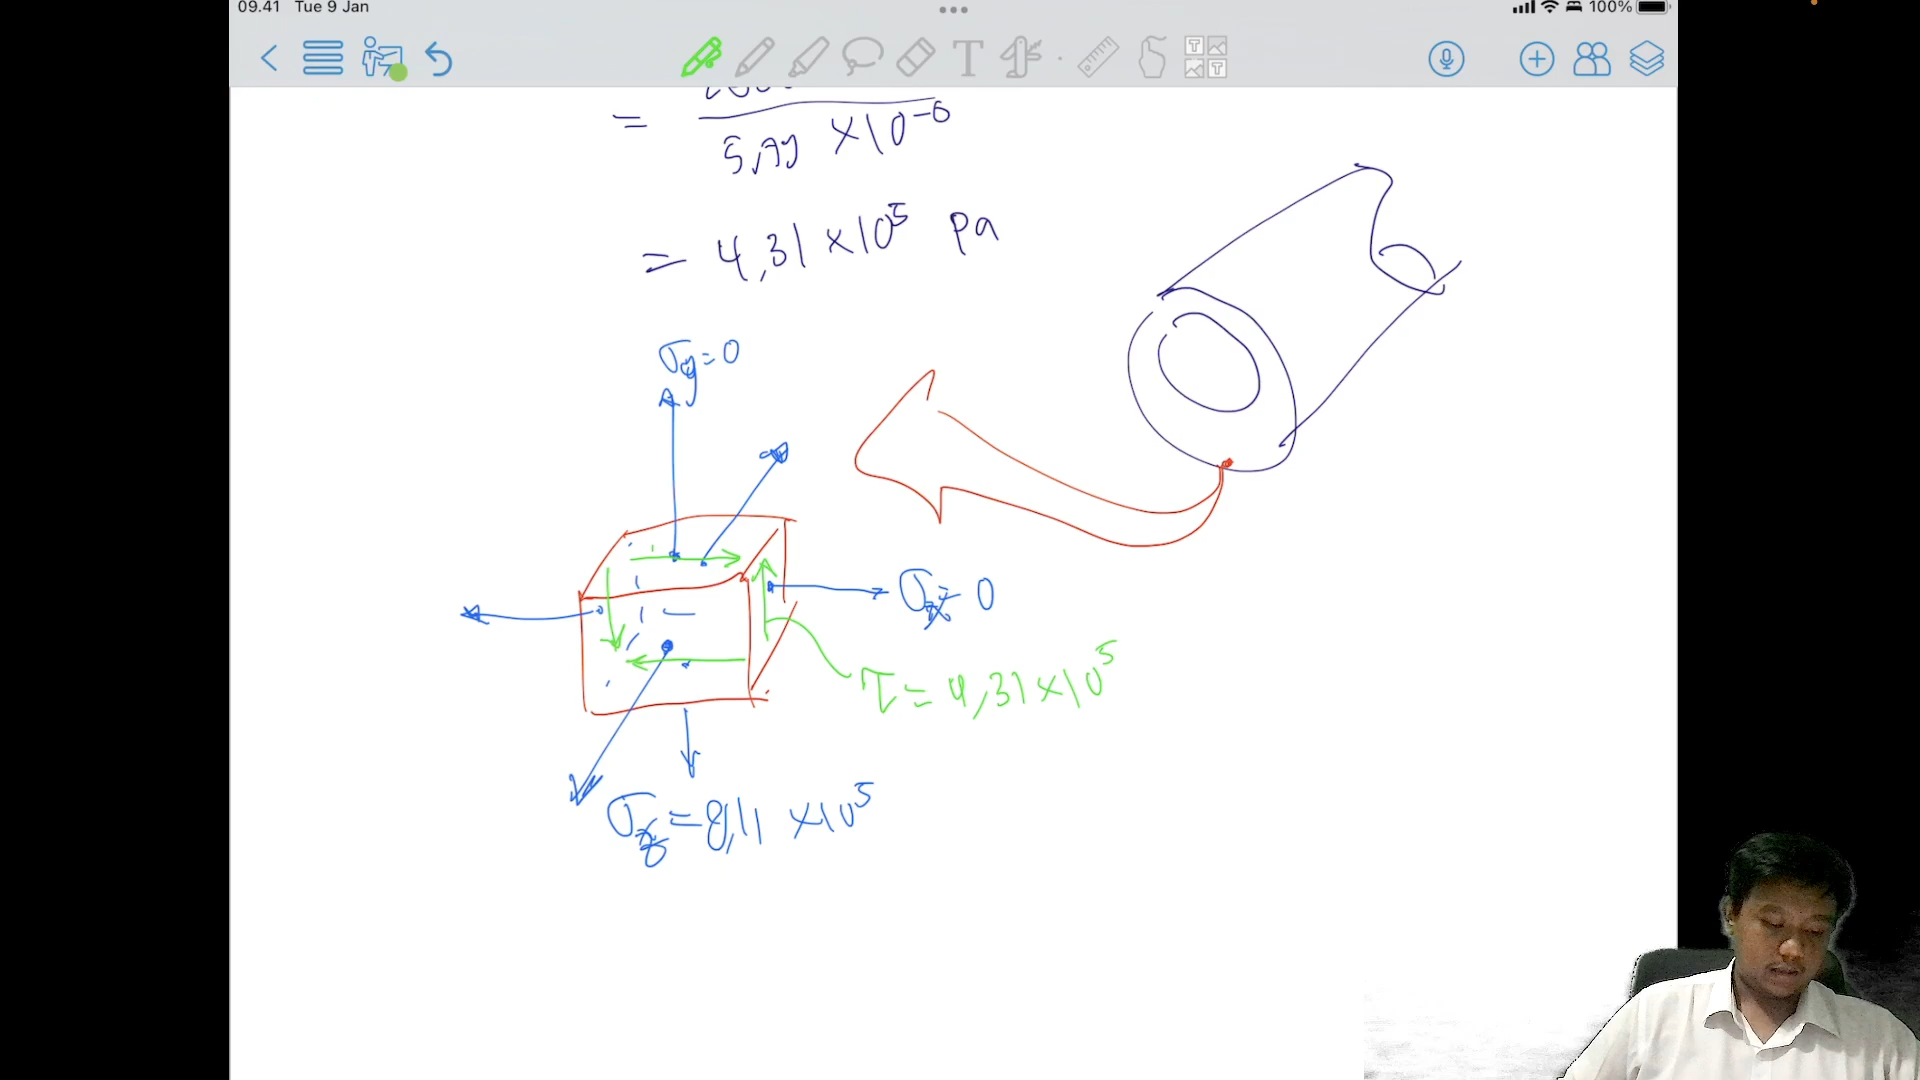 09.41 Tue 9 Jan
100%
T
= 5,79 × 10⁻⁶
= 4,31 × 10⁵ Pa
σy = 0
σx = 0
τ = 4,31 × 10⁵
σz = 8,11 × 10⁵